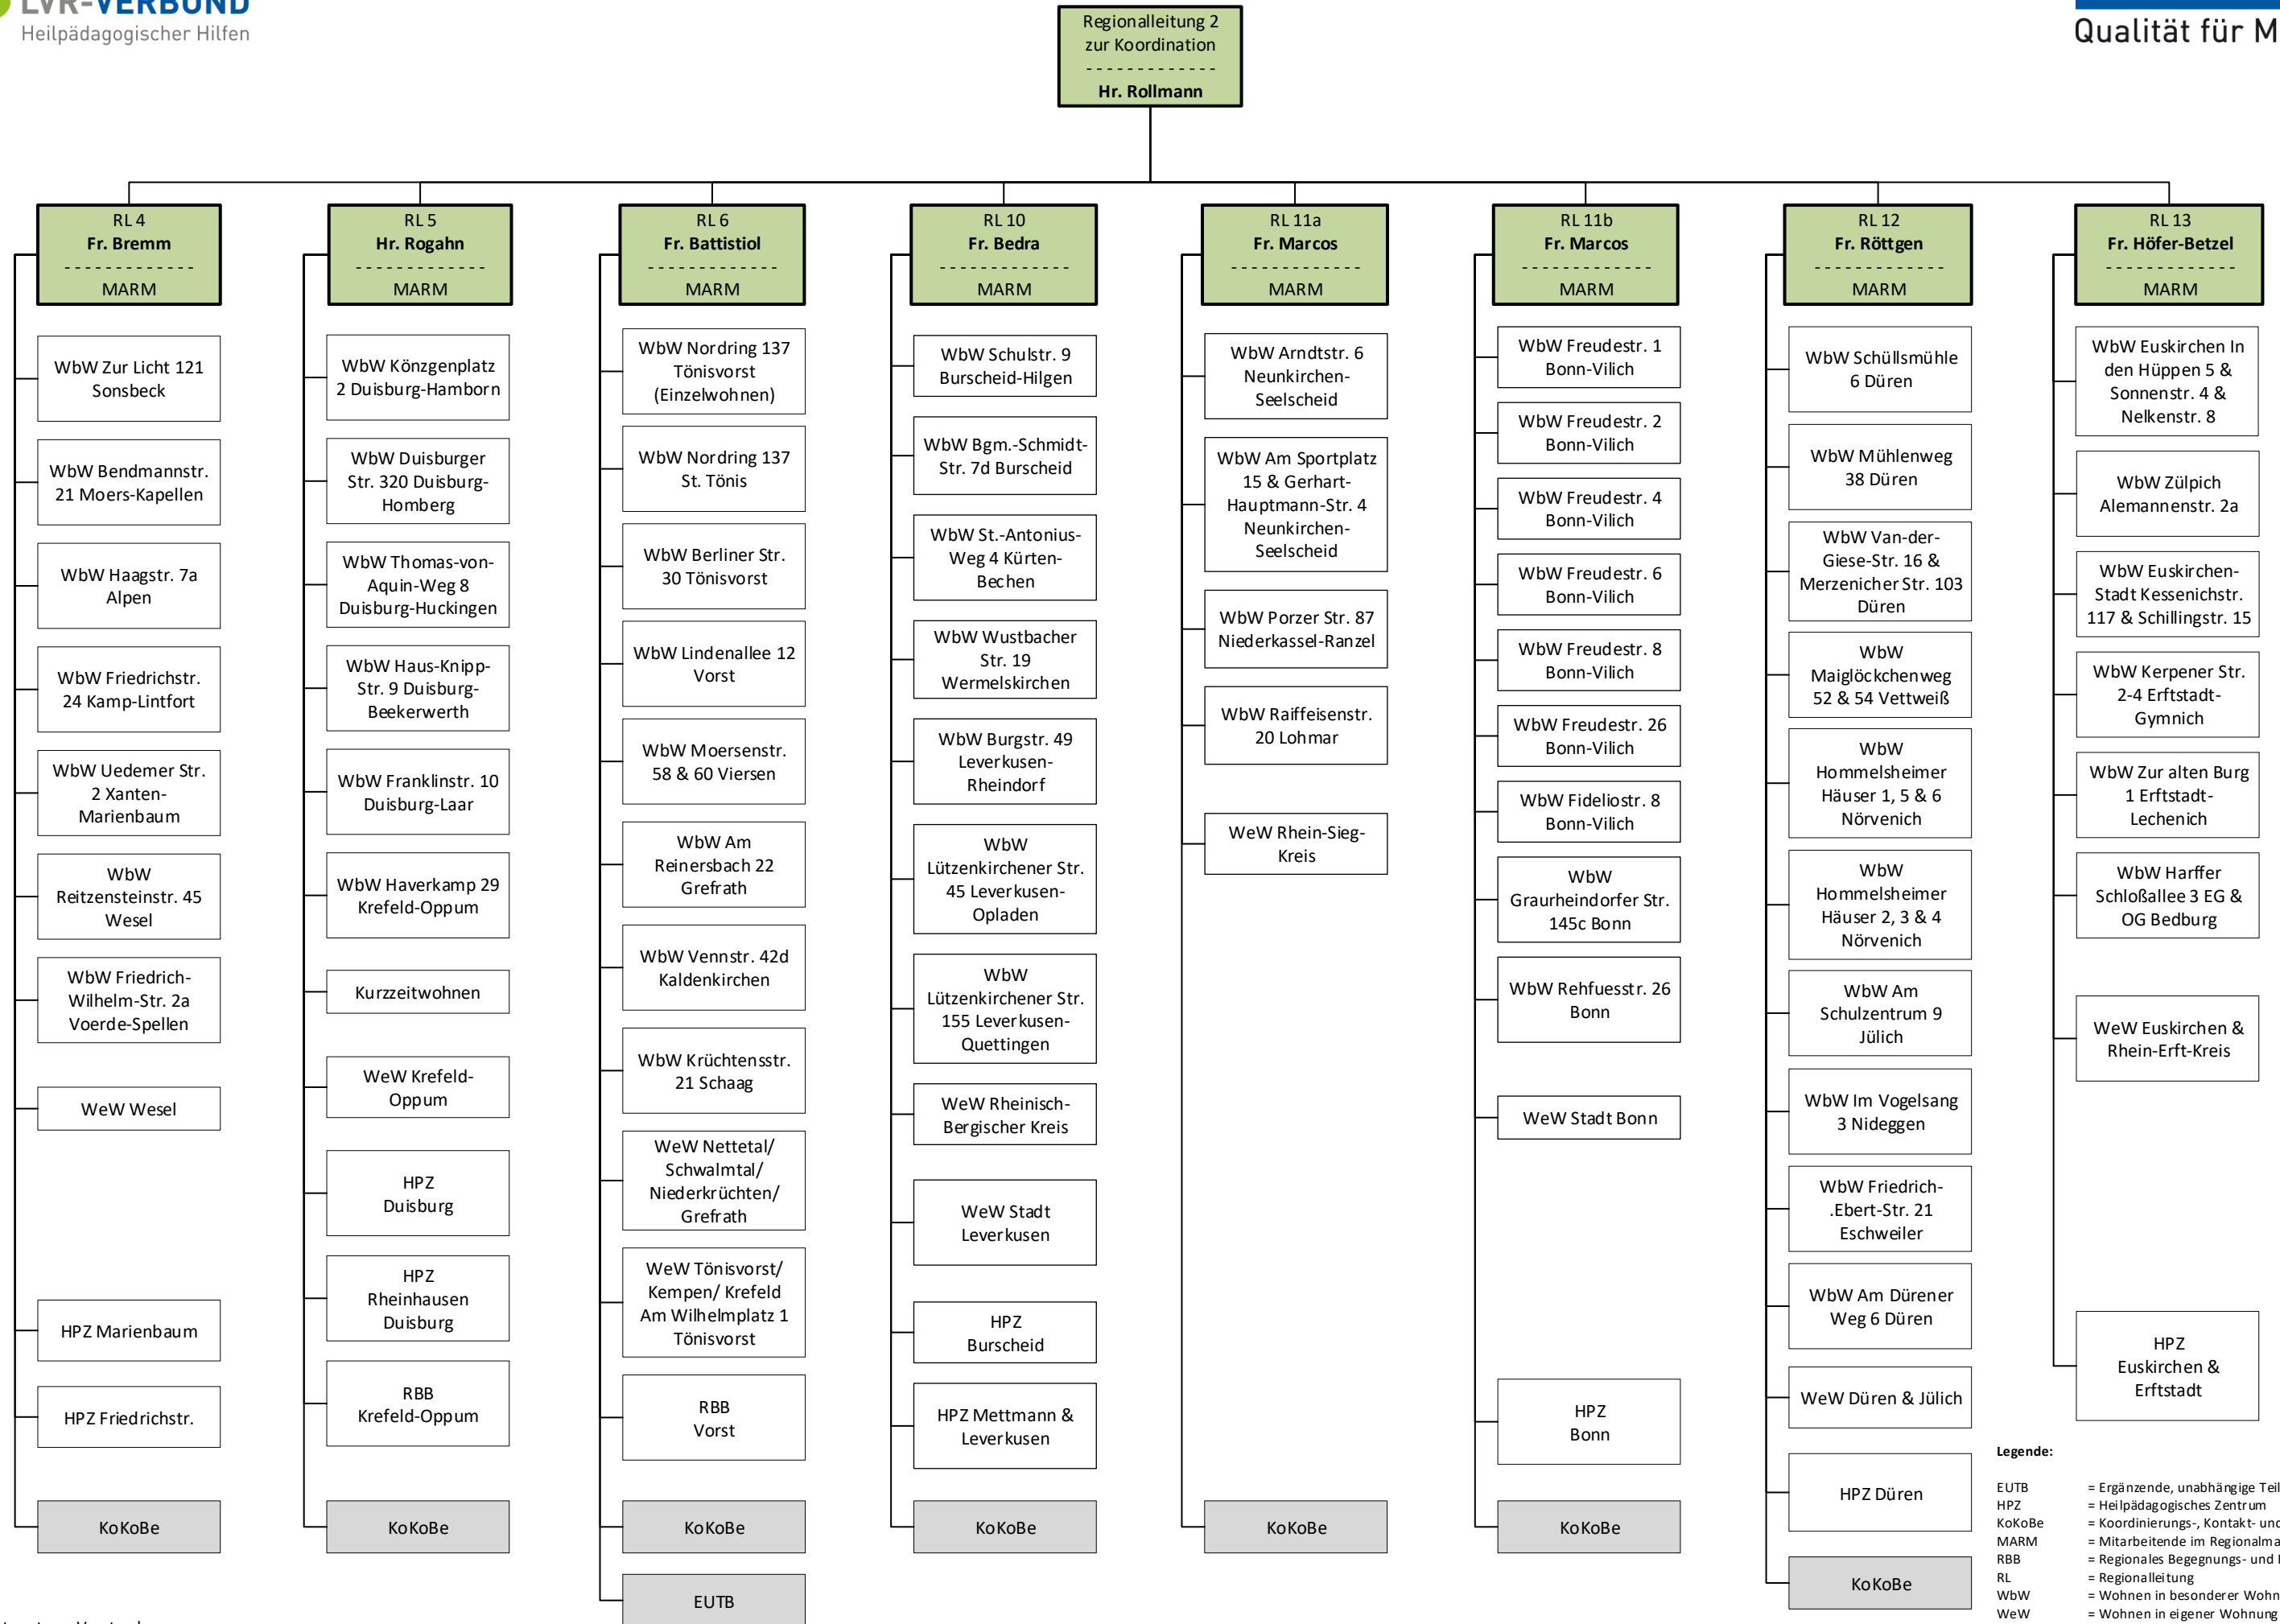 LVR-VERBUND
Heilpädagogischer Hilfen
Qualität für
Regionalleitung 2
zur Koordination
- - - - - - - - - - - - -
Hr. Rollmann
RL 4
Fr. Bremm
- - - - - - - - - - - - -
MARM
WbW Zur Licht 121
Sonsbeck
WbW Bendmannstr.
21 Moers-Kapellen
WbW Haagstr. 7a
Alpen
WbW Friedrichstr.
24 Kamp-Lintfort
WbW Uedemer Str.
2 Xanten-
Marienbaum
WbW
Reitzensteinstr. 45
Wesel
WbW Friedrich-
Wilhelm-Str. 2a
Voerde-Spellen
WeW Wesel
HPZ Marienbaum
HPZ Friedrichstr.
KoKoBe
RL 5
Hr. Rogahn
- - - - - - - - - - - - -
MARM
WbW Könzgenplatz
2 Duisburg-Hamborn
WbW Duisburger
Str. 320 Duisburg-
Homberg
WbW Thomas-von-
Aquin-Weg 8
Duisburg-Huckingen
WbW Haus-Knipp-
Str. 9 Duisburg-
Beekerwerth
WbW Franklinstr. 10
Duisburg-Laar
WbW Haverkamp 29
Krefeld-Oppum
Kurzzeitwohnen
WeW Krefeld-
Oppum
HPZ
Duisburg
HPZ
Rheinhausen
Duisburg
RBB
Krefeld-Oppum
KoKoBe
RL 6
Fr. Battistiol
- - - - - - - - - - - - -
MARM
WbW Nordring 137
Tönisvorst
(Einzelwohnen)
WbW Nordring 137
St. Tönis
WbW Berliner Str.
30 Tönisvorst
WbW Lindenallee 12
Vorst
WbW Moersenstr.
58 & 60 Viersen
WbW Am
Reinersbach 22
Grefrath
WbW Vennstr. 42d
Kaldenkirchen
WbW Krüchtensstr.
21 Schaag
WeW Nettetal/
Schwalmtal/
Niederkrüchten/
Grefrath
WeW Tönisvorst/
Kempen/ Krefeld
Am Wilhelmplatz 1
Tönisvorst
RBB
Vorst
KoKoBe
EUTB
RL 10
Fr. Bedra
- - - - - - - - - - - - -
MARM
WbW Schulstr. 9
Burscheid-Hilgen
WbW Bgm.-Schmidt-
Str. 7d Burscheid
WbW St.-Antonius-
Weg 4 Kürten-
Bechen
WbW Wustbacher
Str. 19
Wermelskirchen
WbW Burgstr. 49
Leverkusen-
Rheindorf
WbW
Lützenkirchener Str.
45 Leverkusen-
Opladen
WbW
Lützenkirchener Str.
155 Leverkusen-
Quettingen
WeW Rheinisch-
Bergischer Kreis
WeW Stadt
Leverkusen
HPZ
Burscheid
HPZ Mettmann &
Leverkusen
KoKoBe
RL 11a
Fr. Marcos
- - - - - - - - - - - - -
MARM
WbW Arndtstr. 6
Neunkirchen-
Seelscheid
WbW Am Sportplatz
15 & Gerhart-
Hauptmann-Str. 4
Neunkirchen-
Seelscheid
WbW Porzer Str. 87
Niederkassel-Ranzel
WbW Raiffeisenstr.
20 Lohmar
WeW Rhein-Sieg-
Kreis
KoKoBe
RL 11b
Fr. Marcos
- - - - - - - - - - - - -
MARM
WbW Freudestr. 1
Bonn-Vilich
WbW Freudestr. 2
Bonn-Vilich
WbW Freudestr. 4
Bonn-Vilich
WbW Freudestr. 6
Bonn-Vilich
WbW Freudestr. 8
Bonn-Vilich
WbW Freudestr. 26
Bonn-Vilich
WbW Fideliostr. 8
Bonn-Vilich
WbW
Graurheindorfer Str.
145c Bonn
WbW Rehfuesstr. 26
Bonn
WeW Stadt Bonn
HPZ
Bonn
KoKoBe
RL 12
Fr. Röttgen
- - - - - - - - - - - - -
MARM
WbW Schüllsmühle
6 Düren
WbW Mühlenweg
38 Düren
WbW Van-der-
Giese-Str. 16 &
Merzenicher Str. 103
Düren
WbW
Maiglöckchenweg
52 & 54 Vettweiß
WbW
Hommelsheimer
Häuser 1, 5 & 6
Nörvenich
WbW
Hommelsheimer
Häuser 2, 3 & 4
Nörvenich
WbW Am
Schulzentrum 9
Jülich
WbW Im Vogelsang
3 Nideggen
WbW Friedrich-
.Ebert-Str. 21
Eschweiler
WbW Am Dürener
Weg 6 Düren
WeW Düren & Jülich
HPZ Düren
KoKoBe
RL 13
Fr. Höfer-Betzel
- - - - - - - - - - - - -
MARM
WbW Euskirchen In
den Hüppen 5 &
Sonnenstr. 4 &
Nelkenstr. 8
WbW Zülpich
Alemannenstr. 2a
WbW Euskirchen-
Stadt Kessenichstr.
117 & Schillingstr. 15
WbW Kerpener Str.
2-4 Erftstadt-
Gymnich
WbW Zur alten Burg
1 Erftstadt-
Lechenich
WbW Harffer
Schloßallee 3 EG &
OG Bedburg
WeW Euskirchen &
Rhein-Erft-Kreis
HPZ
Euskirchen &
Erftstadt
Legende:
EUTB = Ergänzende, unabhängige
HPZ = Heilpädagogisches Zentrum
KoKoBe = Koordinierungs-, Kontakt-
MARM = Mitarbeitende im
RBB = Regionales Begegnungs- und
RL = Regionalleitung
WbW = Wohnen in besonderer
WeW = Wohnen in eigener Wohnung